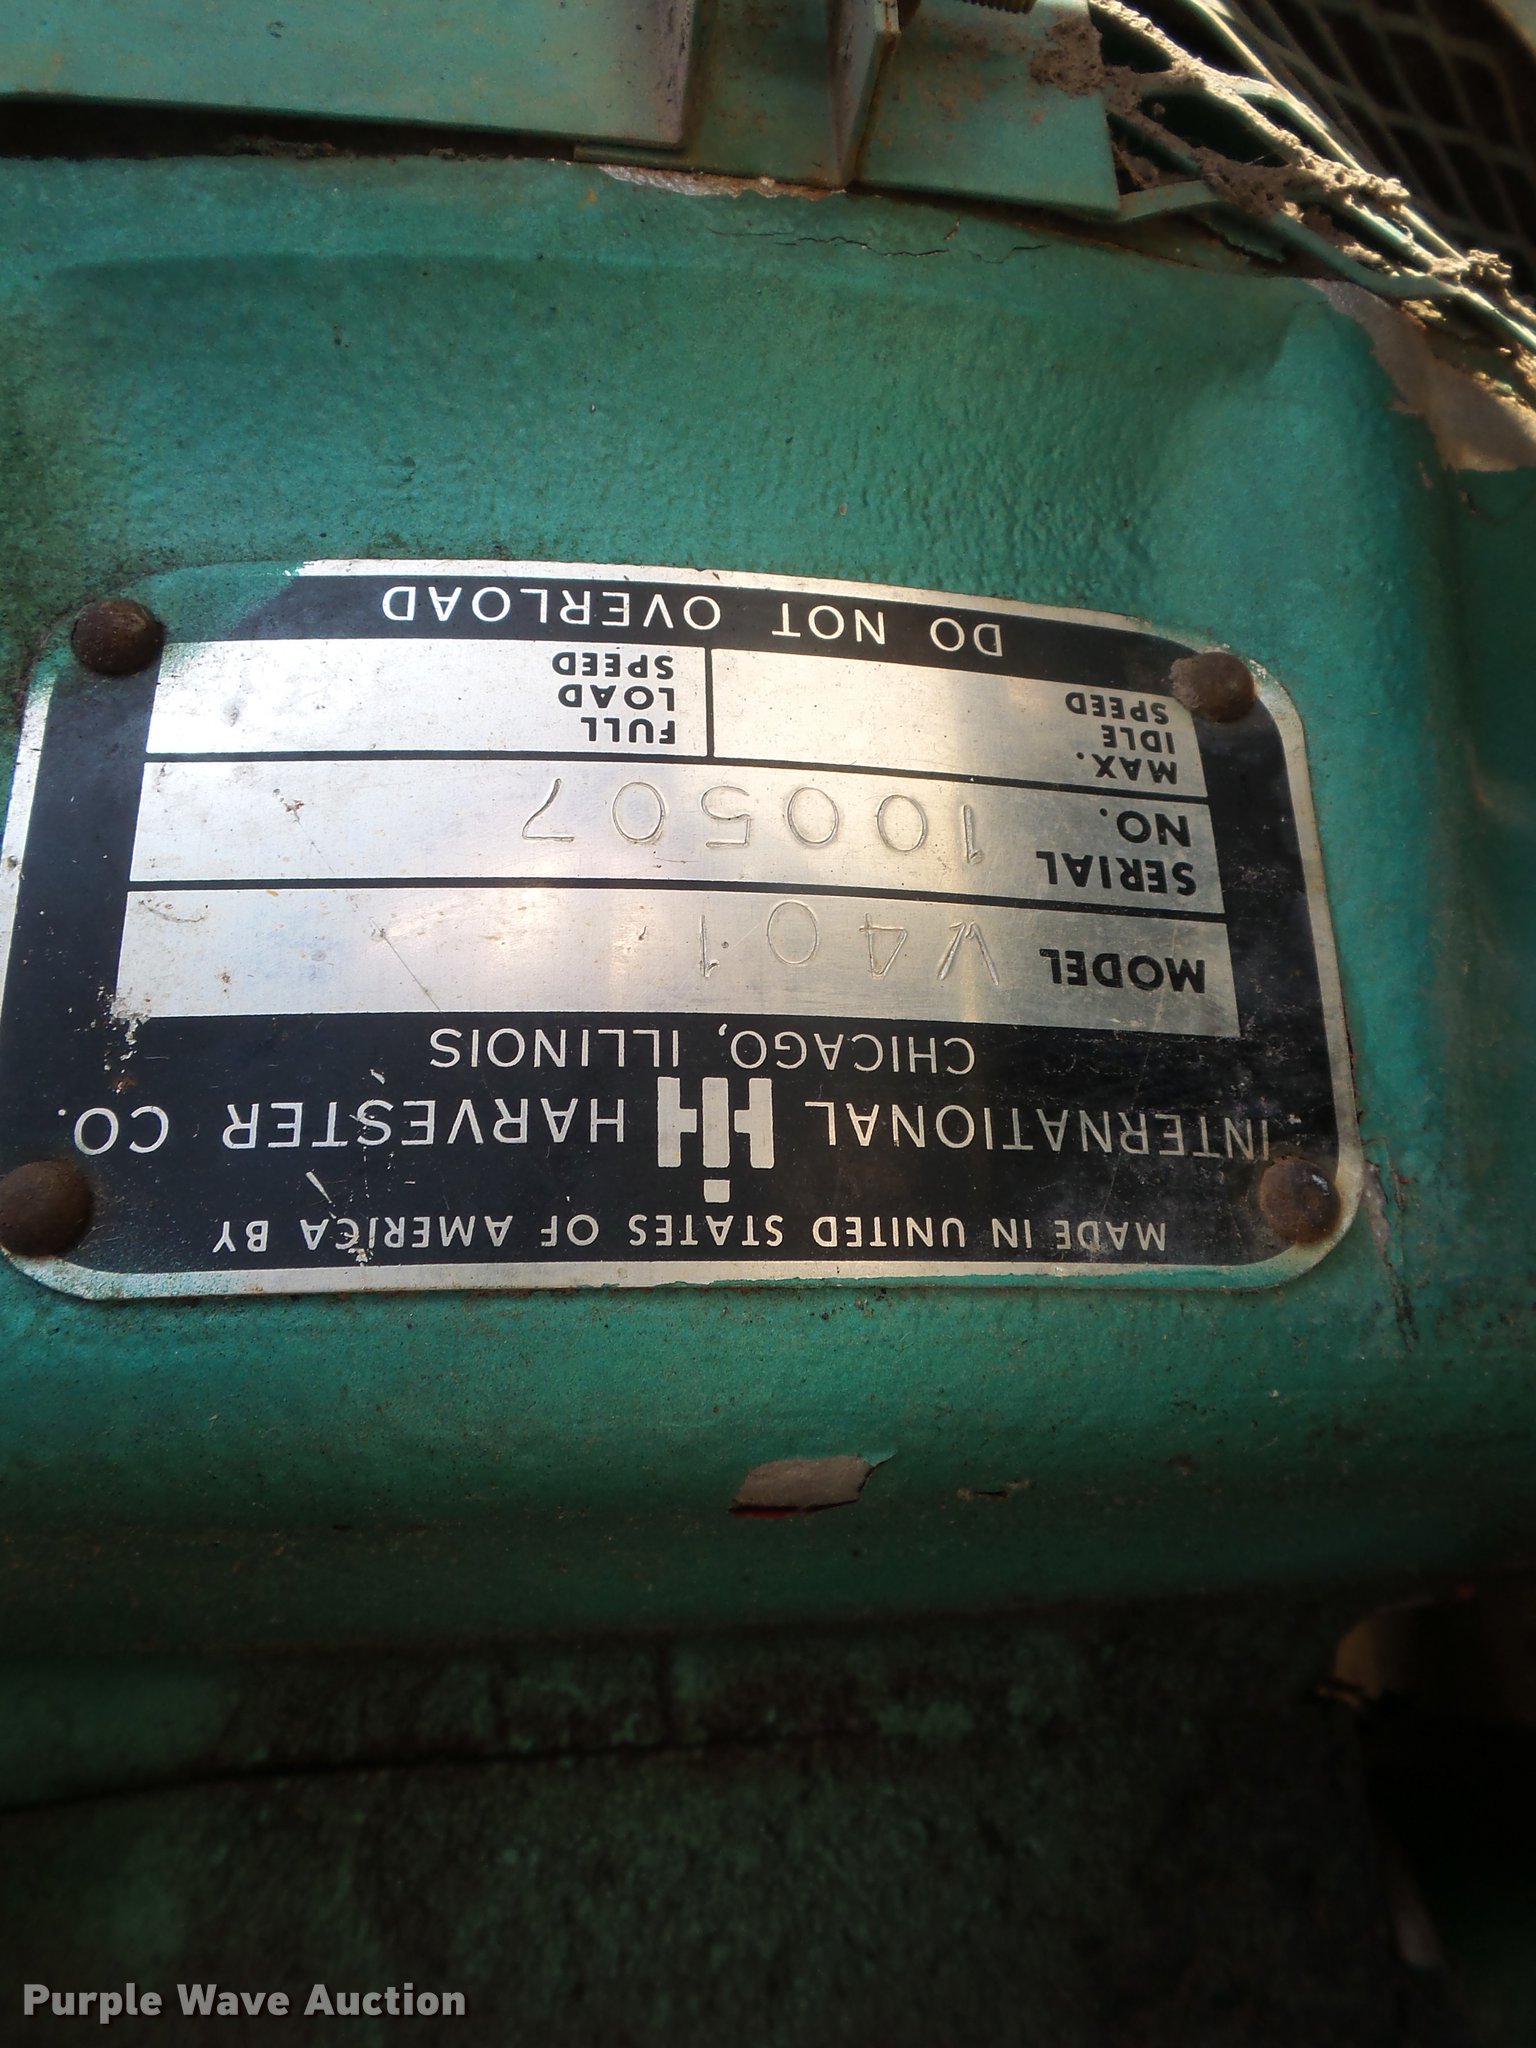 MADE IN UNITED STATES OF AMERICA BY
INTERNATIONAL IH HARVESTER CO.
CHICAGO, ILLINOIS
MODEL V401
SERIAL NO. 100507
MAX. IDLE SPEED
FULL LOAD SPEED
DO NOT OVERLOAD
Purple Wave Auction